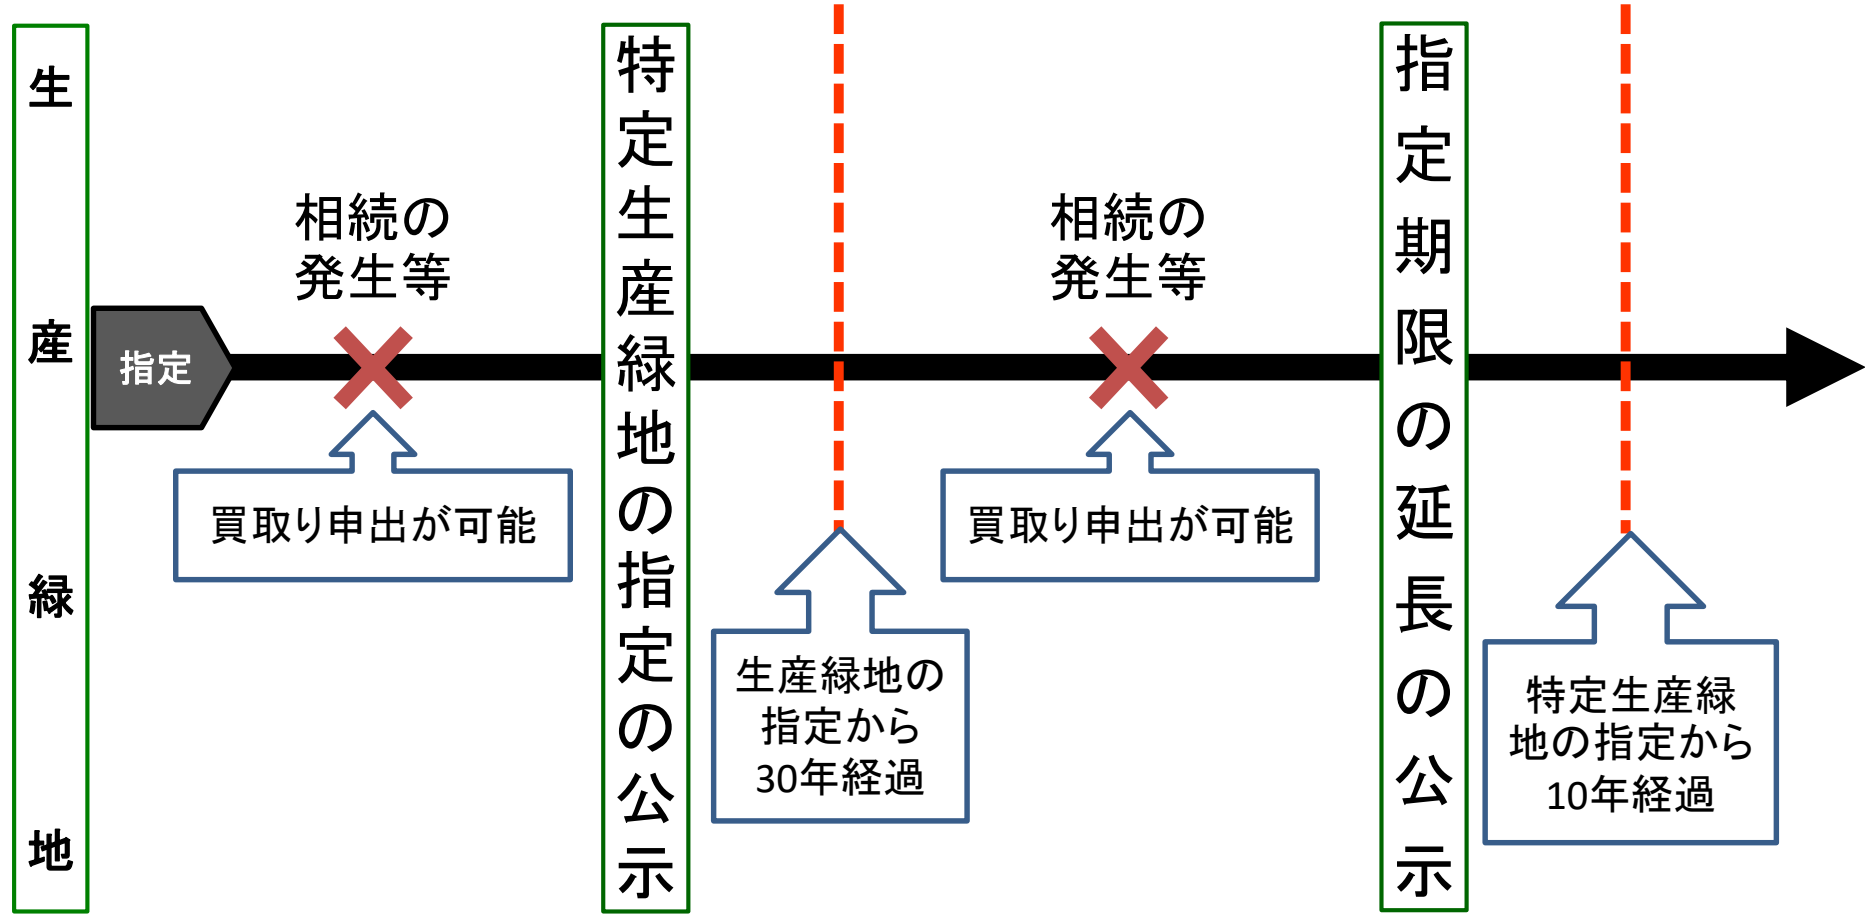 生産緑地
指定
相続の
発生等
買取り申出が可能
特定生産緑地の指定の公示
生産緑地の
指定から
30年経過
相続の
発生等
買取り申出が可能
指定期限の延長の公示
特定生産緑
地の指定から
10年経過